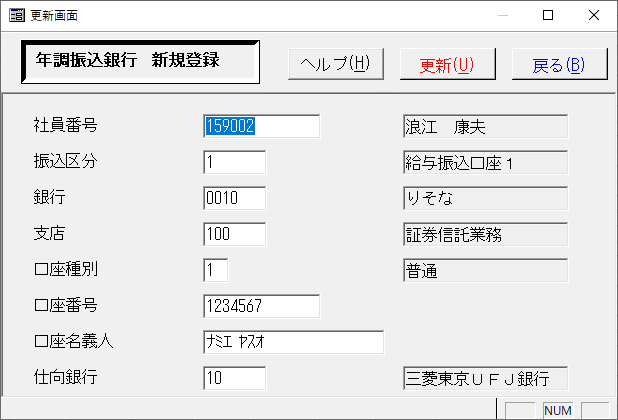 更新画面
年調振込銀行　新規登録
ヘルプ(H)
更新(U)
戻る(B)
社員番号 159002 浪江　康夫
振込区分 1 給与振込口座１
銀行 0010 りそな
支店 100 証券信託業務
口座種別 1 普通
口座番号 1234567
口座名義人 ﾅﾐｴ ﾔｽｵ
仕向銀行 10 三菱東京ＵＦＪ銀行
NUM